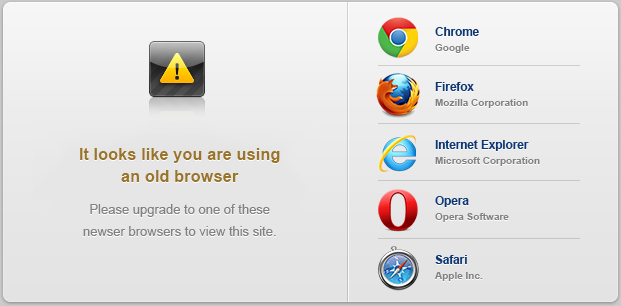 It looks like you are using
an old browser
Please upgrade to one of these
newser browsers to view this site.
Chrome
Google
Firefox
Mozilla Corporation
Internet Explorer
Microsoft Corporation
Opera
Opera Software
Safari
Apple Inc.